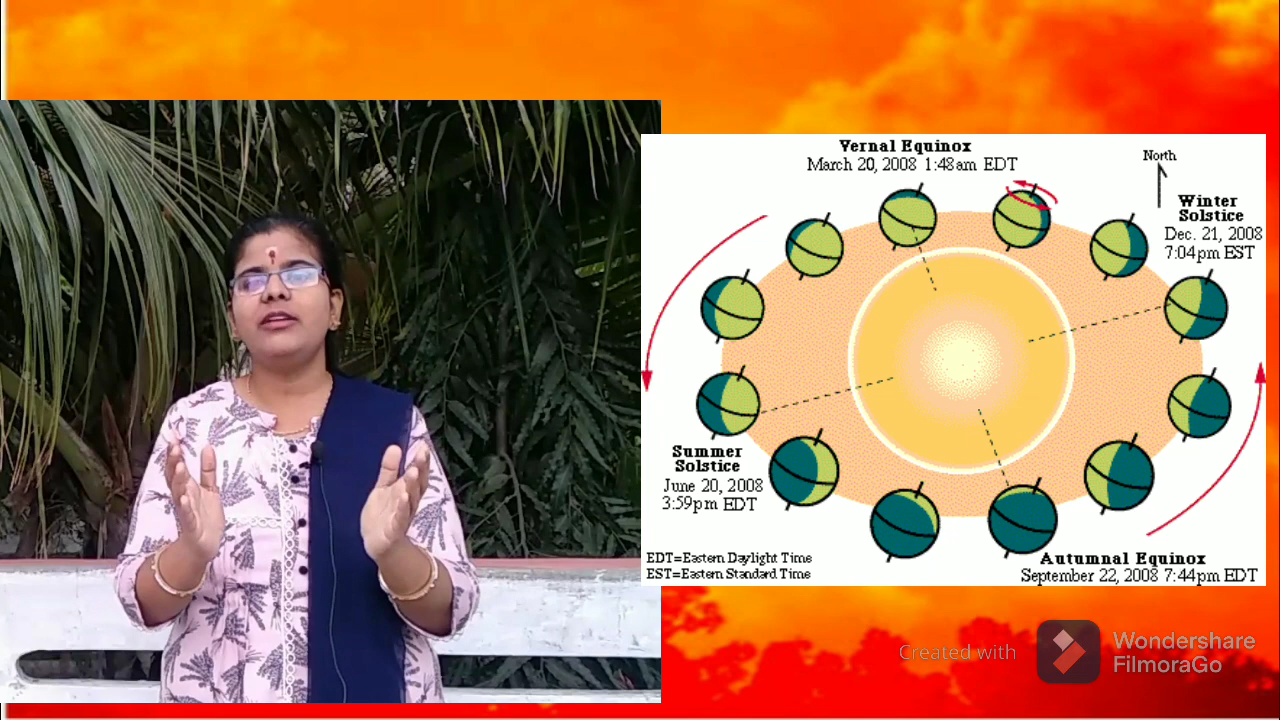 Vernal Equinox
March 20, 2008 1:48am EDT
North
Winter
Solstice
Dec. 21, 2008
7:04pm EST
Summer
Solstice
June 20, 2008
3:59pm EDT
EDT=Eastern Daylight Time
EST=Eastern Standard Time
Autumnal Equinox
September 22, 2008 7:44pm EDT
Created with
Wondershare
FilmoraGo